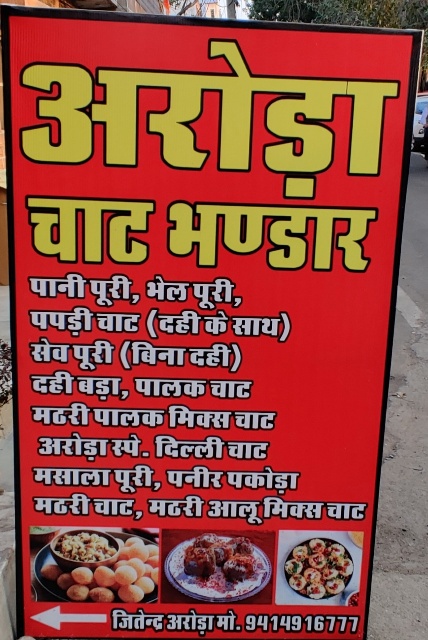 अरोड़ा
चाट भण्डार
पानी पूरी, भेल पूरी,
पपड़ी चाट (दही के साथ)
सेव पूरी (बिना दही)
दही बड़ा, पालक चाट
मठरी पालक मिक्स चाट
अरोड़ा स्पे. दिल्ली चाट
मसाला पूरी, पनीर पकोड़ा
मठरी चाट, मठरी आलू मिक्स चाट
जितेन्द्र अरोड़ा मो. 9414916777